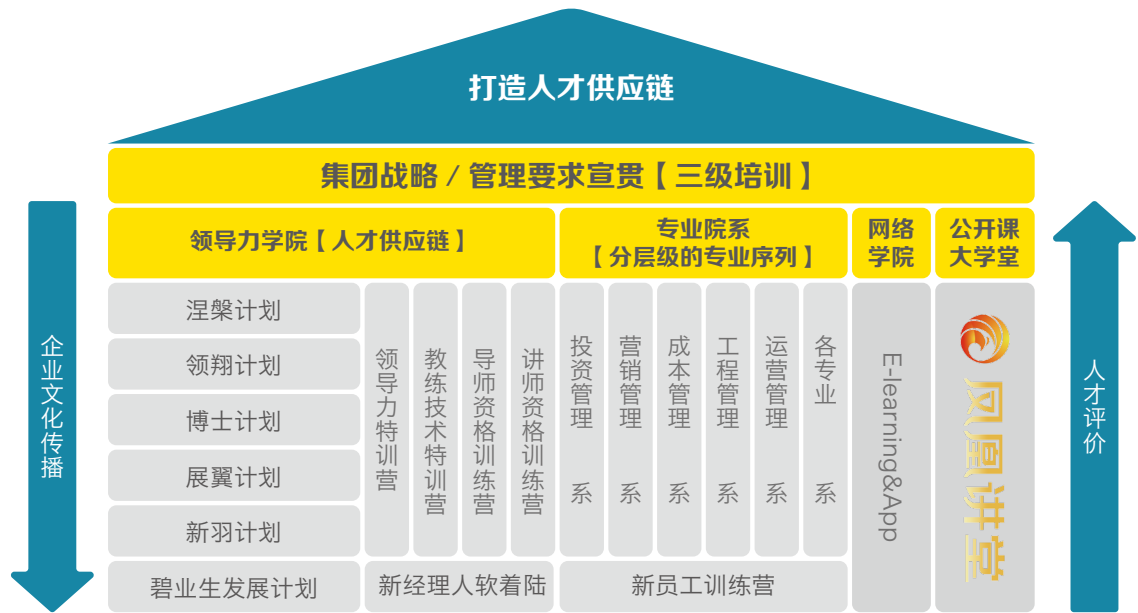 打造人才供应链
集团战略 / 管理要求宣贯【三级培训】
领导力学院【人才供应链】
专业院系
【分层级的专业序列】
网络
学院
公开课
大学堂
企业文化传播
涅槃计划
领翔计划
博士计划
展翼计划
新羽计划
碧业生发展计划
领导力特训营
教练技术特训营
导师资格训练营
讲师资格训练营
新经理人软着陆
投资管理系
营销管理系
成本管理系
工程管理系
运营管理系
各专业系
新员工训练营
E-learning&App
凤凰讲堂
人才评价